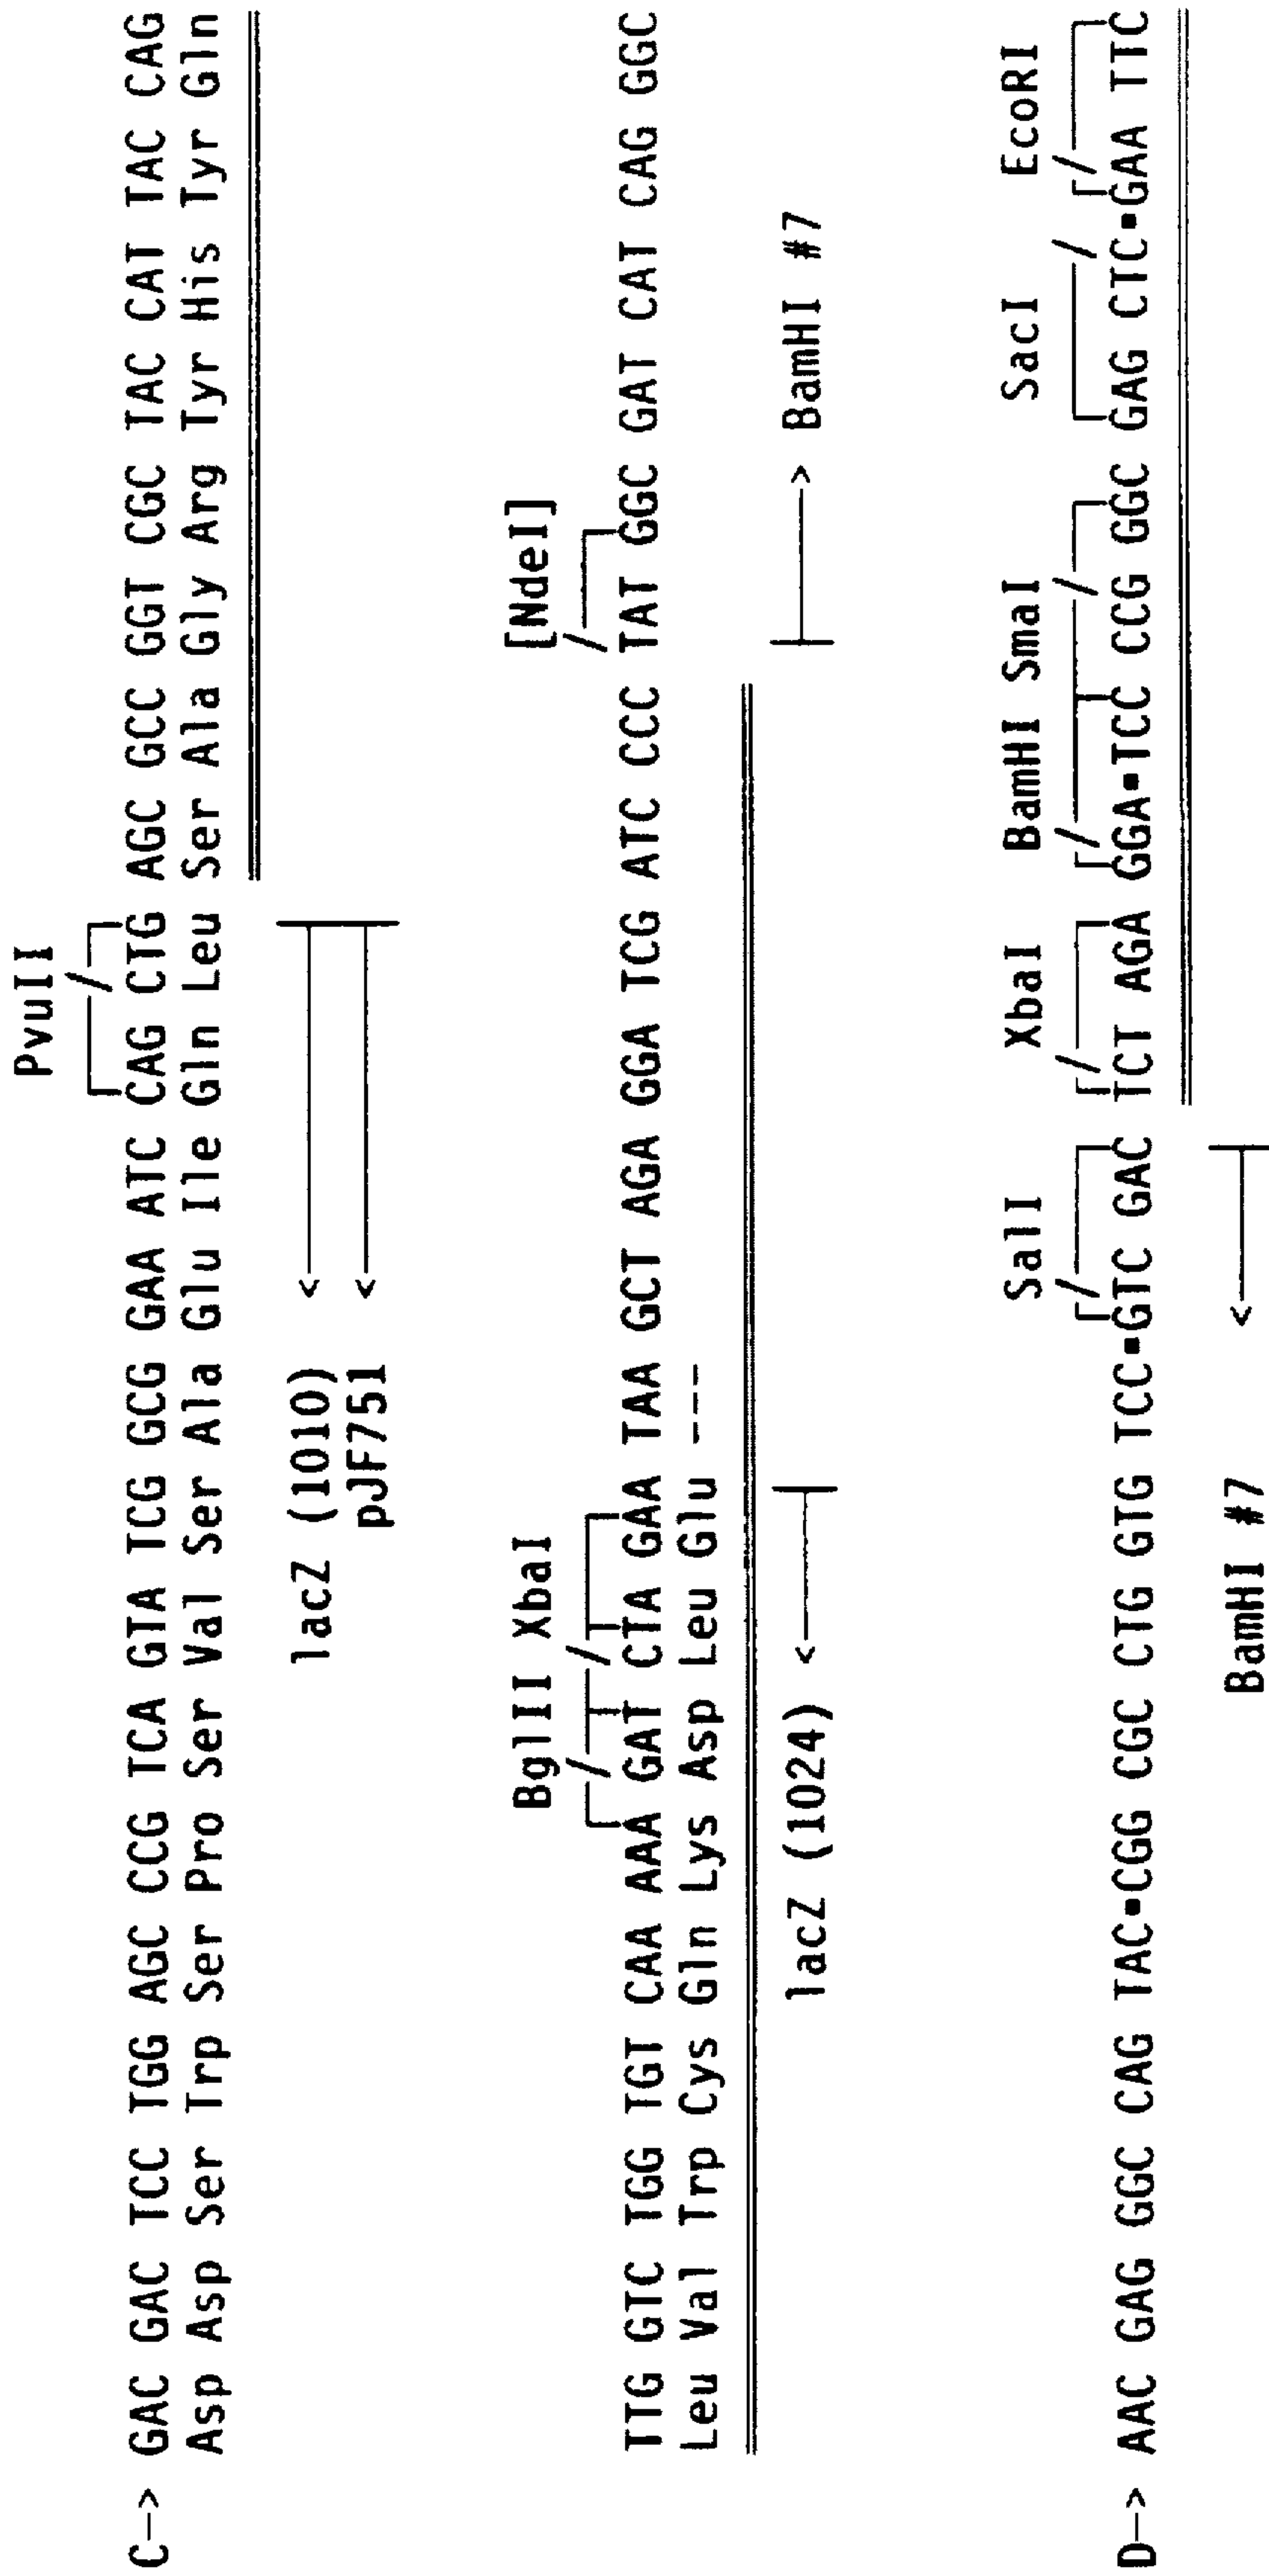 PvuII
C—> GAC GAC TCC TGG AGC CCG TCA GTA TCG GCG GAA ATC CAG CTG AGC GCC GGT CGC TAC CAT TAC CAG
Asp Asp Ser Trp Ser Pro Ser Val Ser Ala Glu Ile Gln Leu Ser Ala Gly Arg Tyr His Tyr Gln
lacZ (1010) <
pJF751 <
BglII XbaI [NdeI]
TTG GTC TGG TGT CAA AAA GAT CTA GAA TAA GCT AGA GGA TCG ATC CCC TAT GGC GAT CAT CAG GGC
Leu Val Trp Cys Gln Lys Asp Leu Glu ---
lacZ (1024) < > BamHI #7
SalI XbaI BamHI SmaI SacI EcoRI
D—> AAC GAG GGC CAG TAC▪CGG CGC CTG GTG TCC▪GTC GAC TCT AGA GGA▪TCC CCG GGC GAG CTC▪GAA TTC
BamHI #7 <